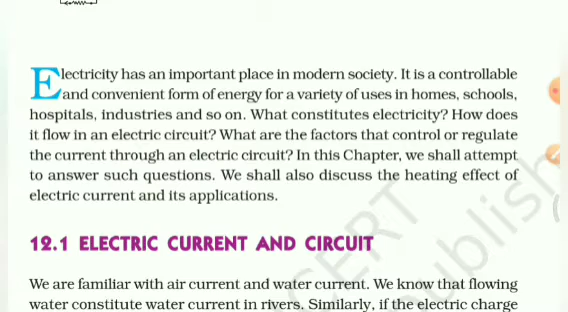 Electricity has an important place in modern society. It is a controllable
and convenient form of energy for a variety of uses in homes, schools,
hospitals, industries and so on. What constitutes electricity? How does
it flow in an electric circuit? What are the factors that control or regulate
the current through an electric circuit? In this Chapter, we shall attempt
to answer such questions. We shall also discuss the heating effect of
electric current and its applications.
12.1 ELECTRIC CURRENT AND CIRCUIT
We are familiar with air current and water current. We know that flowing
water constitute water current in rivers. Similarly, if the electric charge